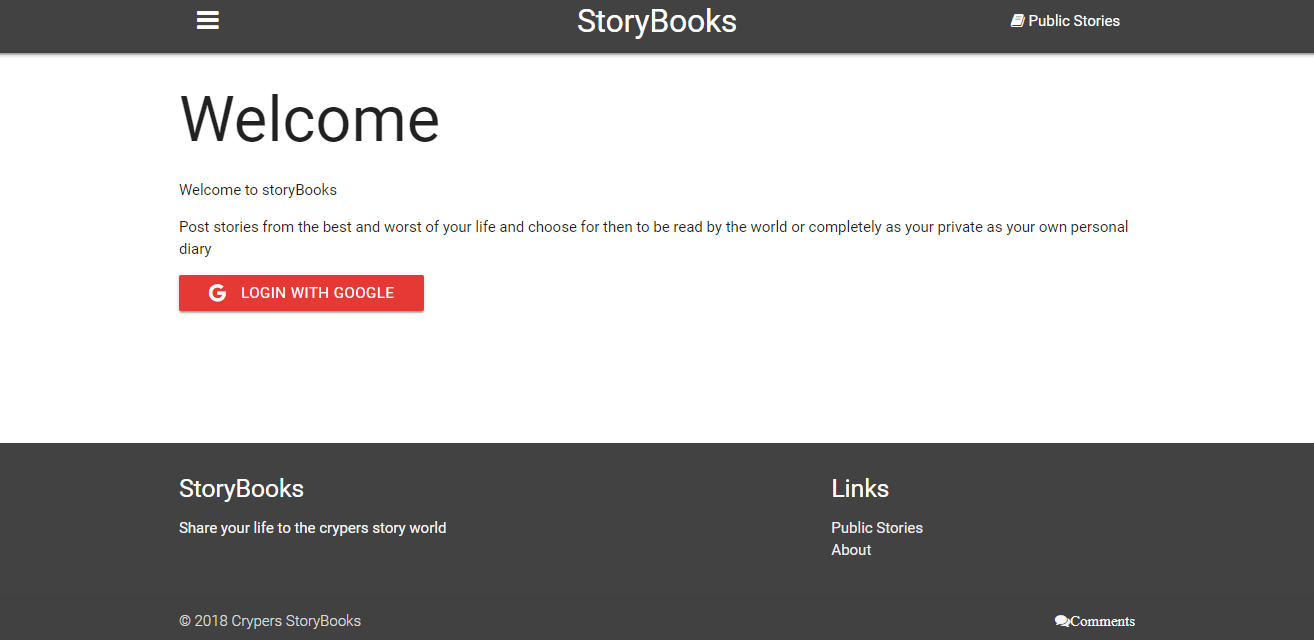 StoryBooks
Public Stories
Welcome
Welcome to storyBooks
Post stories from the best and worst of your life and choose for then to be read by the world or completely as your private as your own personal
diary
LOGIN WITH GOOGLE
StoryBooks
Share your life to the crypers story world
Links
Public Stories
About
© 2018 Crypers StoryBooks
Comments